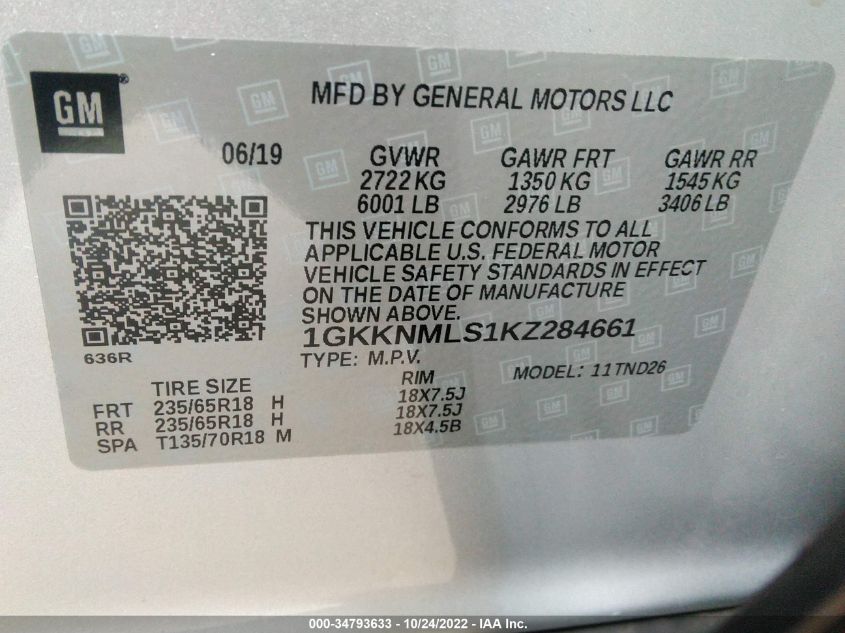 GM
MFD BY GENERAL MOTORS LLC
06/19 GVWR GAWR FRT GAWR RR
2722 KG 1350 KG 1545 KG
6001 LB 2976 LB 3406 LB
THIS VEHICLE CONFORMS TO ALL
APPLICABLE U.S. FEDERAL MOTOR
VEHICLE SAFETY STANDARDS IN EFFECT
ON THE DATE OF MANUFACTURE
SHOWN ABOVE.
1GKKNMLS1KZ284661
636R TYPE: M.P.V. MODEL: 11TND26
TIRE SIZE RIM
FRT 235/65R18 H 18X7.5J
RR 235/65R18 H 18X7.5J
SPA T135/70R18 M 18X4.5B
000-34793633 - 10/24/2022 - IAA Inc.